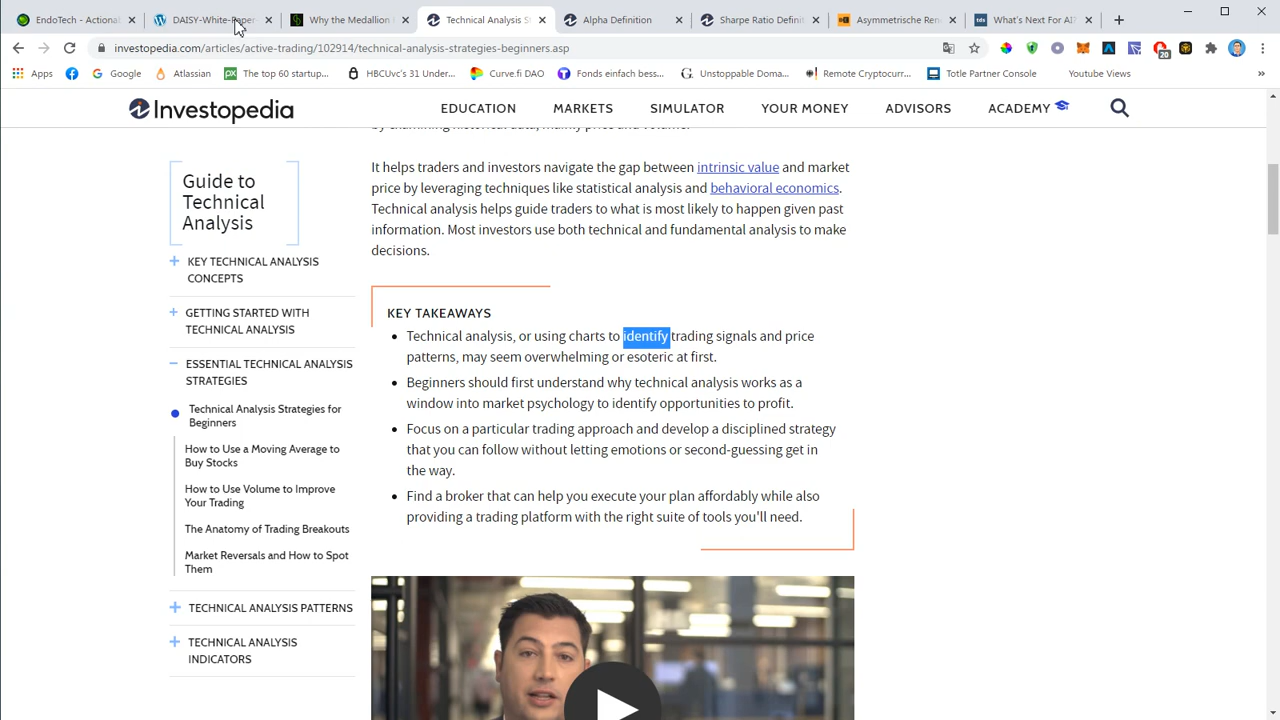 EndoTech - Actional
DAISY-White-Paper-
Why the Medallion
Technical Analysis S
Alpha Definition
Sharpe Ratio Defini
Asymmetrische Ren
What's Next For AI
investopedia.com/articles/active-trading/102914/technical-analysis-strategies-beginners.asp
20
Apps
Google
Atlassian
The top 60 startup...
HBCUvc's 31 Under...
Curve.fi DAO
Fonds einfach bess...
Unstoppable Doma...
Remote Cryptocurr...
Totle Partner Console
Youtube Views
»
Investopedia
EDUCATION
MARKETS
SIMULATOR
YOUR MONEY
ADVISORS
ACADEMY
by examining historical data, mainly price and volume.
It helps traders and investors navigate the gap between intrinsic value and market
price by leveraging techniques like statistical analysis and behavioral economics.
Technical analysis helps guide traders to what is most likely to happen given past
information. Most investors use both technical and fundamental analysis to make
decisions.
Guide to
Technical
Analysis
KEY TECHNICAL ANALYSIS
CONCEPTS
GETTING STARTED WITH
TECHNICAL ANALYSIS
ESSENTIAL TECHNICAL ANALYSIS
STRATEGIES
Technical Analysis Strategies for
Beginners
How to Use a Moving Average to
Buy Stocks
How to Use Volume to Improve
Your Trading
The Anatomy of Trading Breakouts
Market Reversals and How to Spot
Them
TECHNICAL ANALYSIS PATTERNS
TECHNICAL ANALYSIS
INDICATORS
KEY TAKEAWAYS
Technical analysis, or using charts to identify trading signals and price
patterns, may seem overwhelming or esoteric at first.
Beginners should first understand why technical analysis works as a
window into market psychology to identify opportunities to profit.
Focus on a particular trading approach and develop a disciplined strategy
that you can follow without letting emotions or second-guessing get in
the way.
Find a broker that can help you execute your plan affordably while also
providing a trading platform with the right suite of tools you'll need.